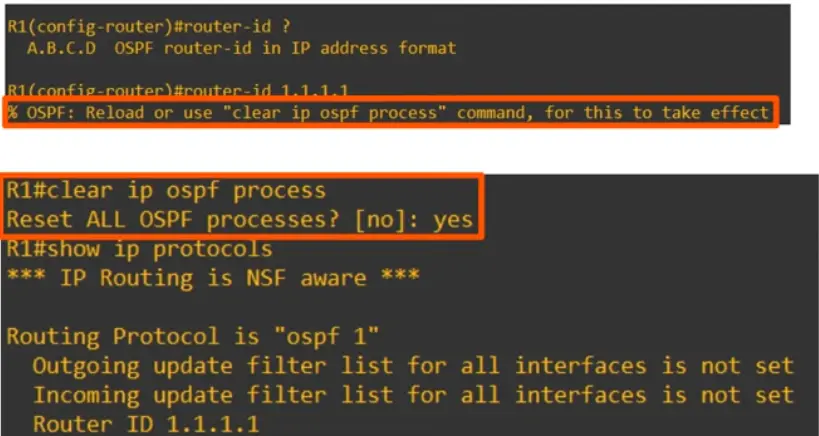 R1(config-router)#router-id ?
A.B.C.D OSPF router-id in IP address format
R1(config-router)#router-id 1.1.1.1
% OSPF: Reload or use "clear ip ospf process" command, for this to take effect
R1#clear ip ospf process
Reset ALL OSPF processes? [no]: yes
R1#show ip protocols
*** IP Routing is NSF aware ***
Routing Protocol is "ospf 1"
Outgoing update filter list for all interfaces is not set
Incoming update filter list for all interfaces is not set
Router ID 1.1.1.1